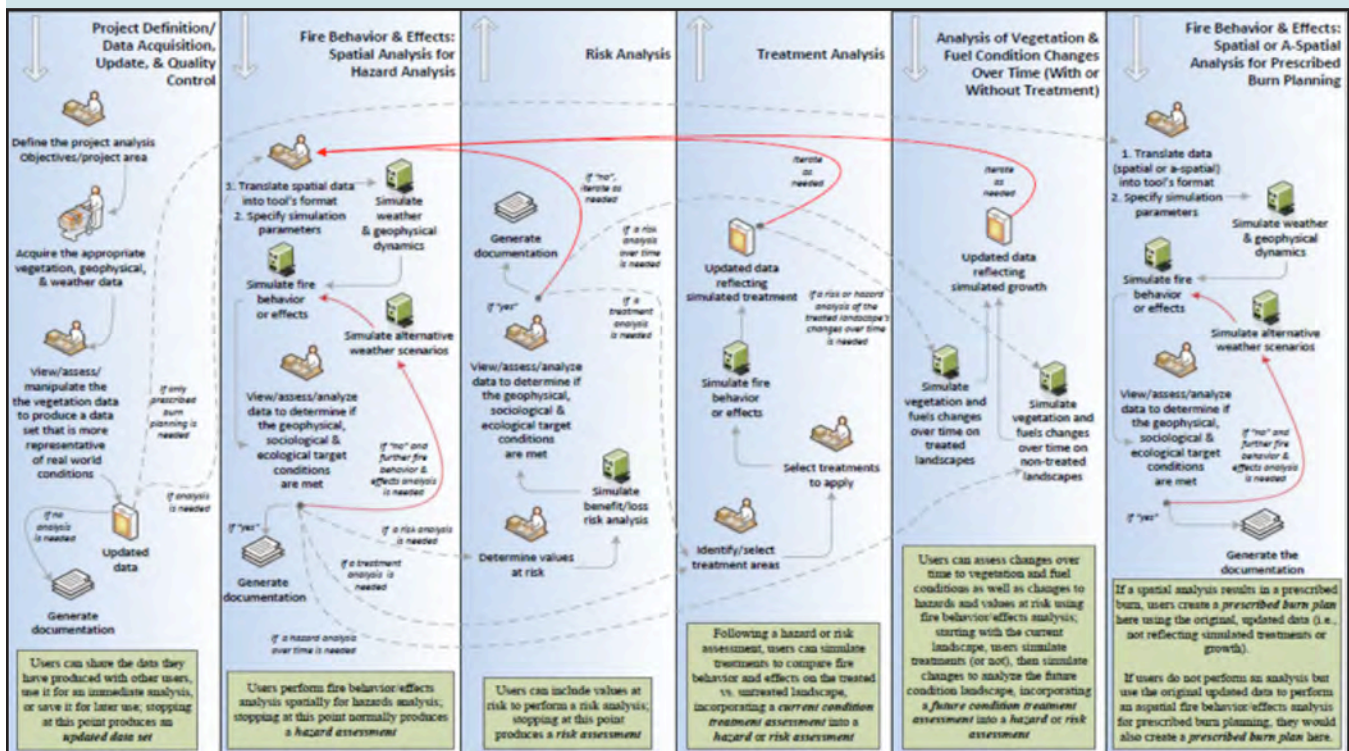 Project Definition/
Data Acquisition,
Update, & Quality
Control
Define the project analysis
Objectives/project area
Acquire the appropriate
vegetation, geophysical,
& weather data
View/assess/
manipulate the
the vegetation data
to produce a data
set that is more
representative
of real world
conditions
If only
prescribed
burn
planning is
needed
If analysis
is needed
If no
analysis is
needed
Updated
data
Generate
documentation
Users can share the data they
have produced with other users,
use it for an immediate analysis,
or save it for later use; stopping
at this point produces an
updated data set
Fire Behavior & Effects:
Spatial Analysis for
Hazard Analysis
1. Translate spatial data
into tool's format
2. Specify simulation
parameters
Simulate
weather
& geophysical
dynamics
Simulate fire
behavior
or effects
Simulate alternative
weather scenarios
View/assess/analyze
data to determine if
the geophysical,
sociological &
ecological target
conditions
are met
If "no" and
further fire
behavior &
effects analysis
is needed
If "yes"
Generate
documentation
If a risk analysis
is needed
If a treatment
analysis is
needed
If a hazard analysis
over time is needed
Users perform fire behavior/effects
analysis spatially for hazards analysis;
stopping at this point normally produces
a hazard assessment
Risk Analysis
If "no",
iterate as
needed
Generate
documentation
If a risk
analysis
over time
is needed
If "yes"
If a
treatment
analysis is
needed
View/assess/analyze
data to determine if
the geophysical,
sociological &
ecological target
conditions
are met
Simulate
benefit/loss
risk analysis
Determine values
at risk
Users can include values at
risk to perform a risk analysis;
stopping at this point
produces a risk assessment
Treatment Analysis
Iterate
as
needed
Updated data
reflecting
simulated treatment
If a risk or hazard
analysis of the
treated landscape's
changes over time
is needed
Simulate fire
behavior
or effects
Select treatments
to apply
Identify/select
treatment areas
Following a hazard or risk
assessment, users can simulate
treatments to compare fire
behavior and effects on the treated
vs. untreated landscape,
incorporating a current condition
treatment assessment into a
hazard or risk assessment
Analysis of Vegetation &
Fuel Condition Changes
Over Time (With or
Without Treatment)
Iterate
as
needed
Updated data
reflecting
simulated growth
Simulate
vegetation and
fuels changes
over time on
treated
landscapes
Simulate
vegetation and
fuels changes
over time on
non-treated
landscapes
Users can assess changes over
time to vegetation and fuel
conditions as well as changes to
hazards and values at risk using
fire behavior/effects analysis;
starting with the current
landscape, users simulate
treatments (or not), then simulate
changes to analyze the future
condition landscape, incorporating
a future condition treatment
assessment into a hazard or risk
assessment
Fire Behavior & Effects:
Spatial or A-Spatial
Analysis for Prescribed
Burn Planning
1. Translate data
(spatial or a-spatial)
into tool's format
2. Specify simulation
parameters
Simulate weather
& geophysical
dynamics
Simulate fire
behavior
or effects
Simulate alternative
weather scenarios
View/assess/analyze
data to determine if
the geophysical,
sociological &
ecological target
conditions
are met
If "no" and
further fire
behavior &
effects analysis is
needed
If "yes"
Generate the
documentation
If a spatial analysis results in a prescribed
burn, users create a prescribed burn plan
here using the original, updated data (i.e.,
not reflecting simulated treatments or
growth).
If users do not perform an analysis but
use the original updated data to perform
an aspatial fire behavior/effects analysis
for prescribed burn planning, they would
also create a prescribed burn plan here.